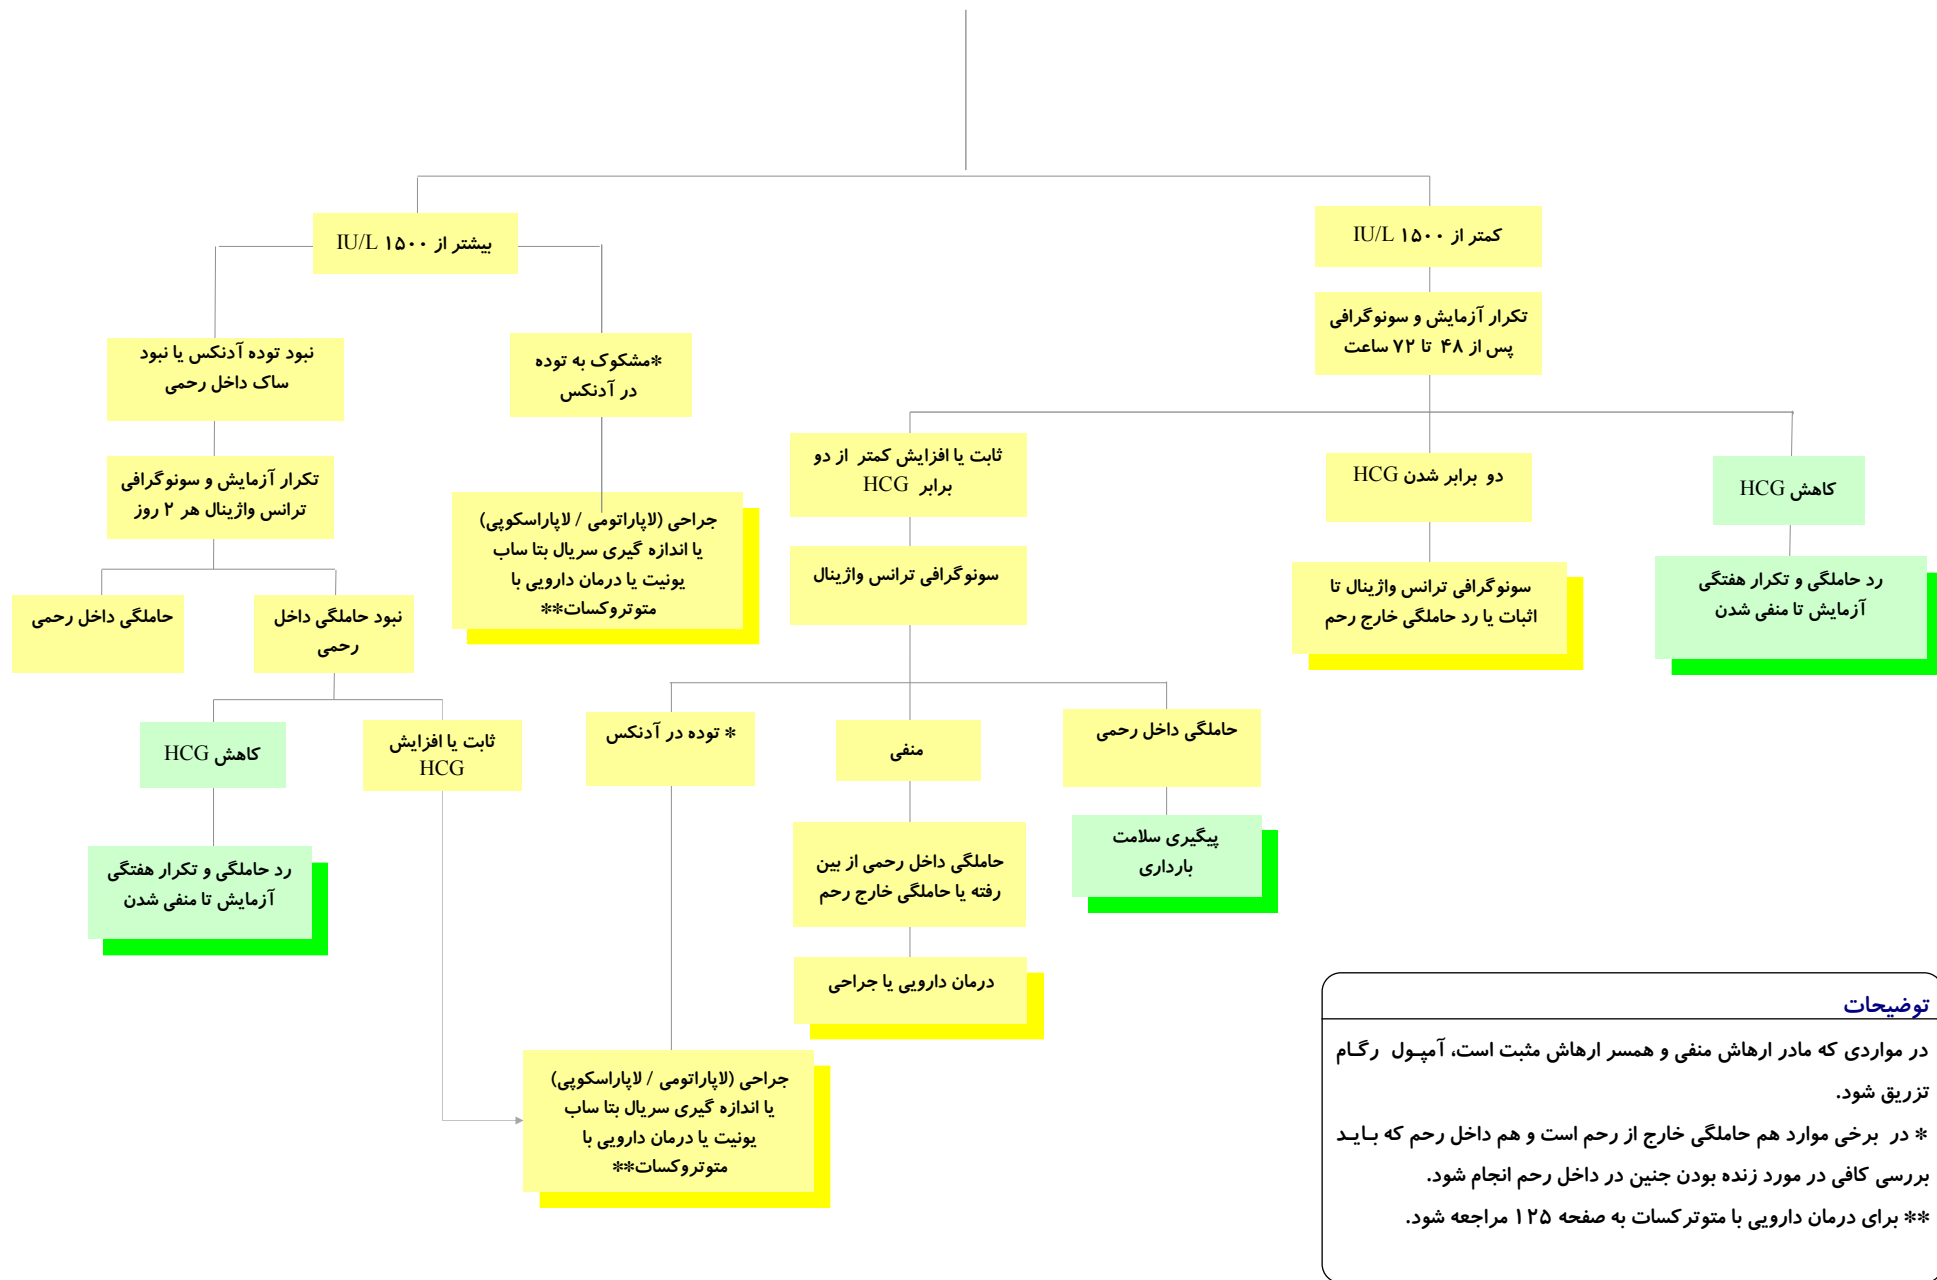 کمتر از ۱۵۰۰ IU/L
بیشتر از ۱۵۰۰ IU/L
تکرار آزمایش و سونوگرافی
پس از ۴۸ تا ۷۲ ساعت
مشکوک به توده*
در آدنکس
نبود توده آدنکس یا نبود
ساک داخل رحمی
کاهش HCG
دو برابر شدن HCG
ثابت یا افزایش کمتر از دو
برابر HCG
تکرار آزمایش و سونوگرافی
ترانس واژینال هر ۲ روز
جراحی (لاپاراتومی / لاپاراسکوپی)
یا اندازه گیری سریال بتا ساب
یونیت یا درمان دارویی با
متوتروکسات**
رد حاملگی و تکرار هفتگی
آزمایش تا منفی شدن
سونوگرافی ترانس واژینال تا
اثبات یا رد حاملگی خارج رحم
سونوگرافی ترانس واژینال
نبود حاملگی داخل
رحمی
حاملگی داخل رحمی
حاملگی داخل رحمی
منفی
* توده در آدنکس
ثابت یا افزایش
HCG
کاهش HCG
پیگیری سلامت
بارداری
حاملگی داخل رحمی از بین
رفته یا حاملگی خارج رحم
رد حاملگی و تکرار هفتگی
آزمایش تا منفی شدن
درمان دارویی یا جراحی
جراحی (لاپاراتومی / لاپاراسکوپی)
یا اندازه گیری سریال بتا ساب
یونیت یا درمان دارویی با
متوتروکسات**
توضیحات
در مواردی که مادر ارهاش منفی و همسر ارهاش مثبت است، آمپول رگام
تزریق شود.
* در برخی موارد هم حاملگی خارج از رحم است و هم داخل رحم که باید
بررسی کافی در مورد زنده بودن جنین در داخل رحم انجام شود.
** برای درمان دارویی با متوترکسات به صفحه ۱۲۵ مراجعه شود.